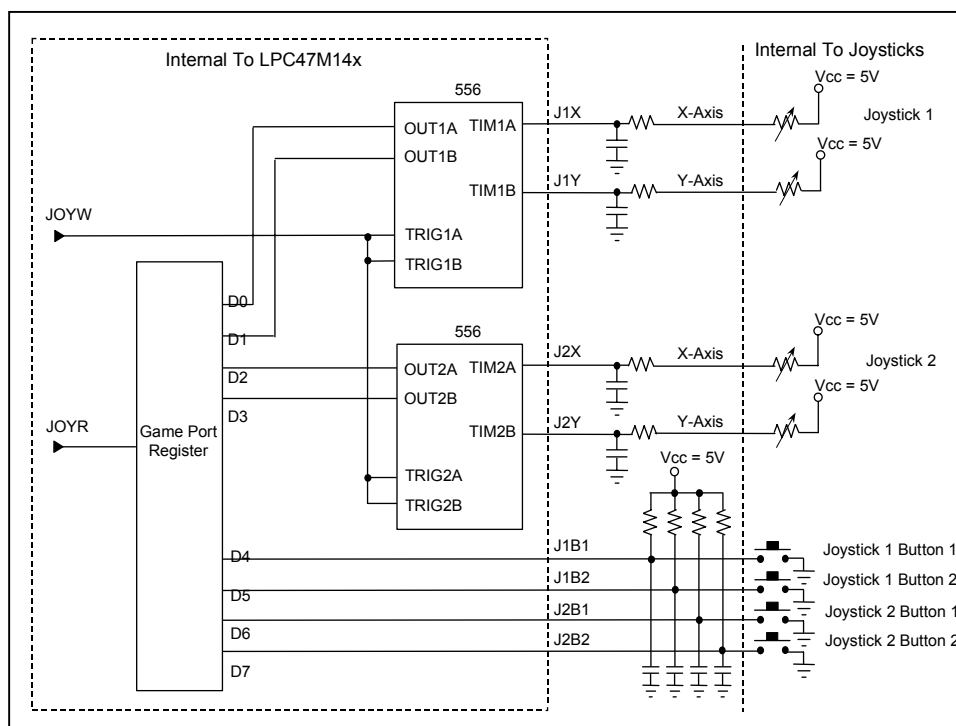 Internal To LPC47M14x
Internal To Joysticks
Vcc = 5V
556
J1X
X-Axis
Joystick 1
OUT1A
TIM1A
OUT1B
Vcc = 5V
J1Y
Y-Axis
TIM1B
JOYW
TRIG1A
TRIG1B
D0
D1
556
Vcc = 5V
J2X
X-Axis
Joystick 2
OUT2A
TIM2A
D2
OUT2B
Vcc = 5V
D3
J2Y
Y-Axis
TIM2B
JOYR
Game Port
Register
Vcc = 5V
TRIG2A
TRIG2B
D4
J1B1
Joystick 1 Button 1
D5
J1B2
Joystick 1 Button 2
D6
J2B1
Joystick 2 Button 1
D7
J2B2
Joystick 2 Button 2